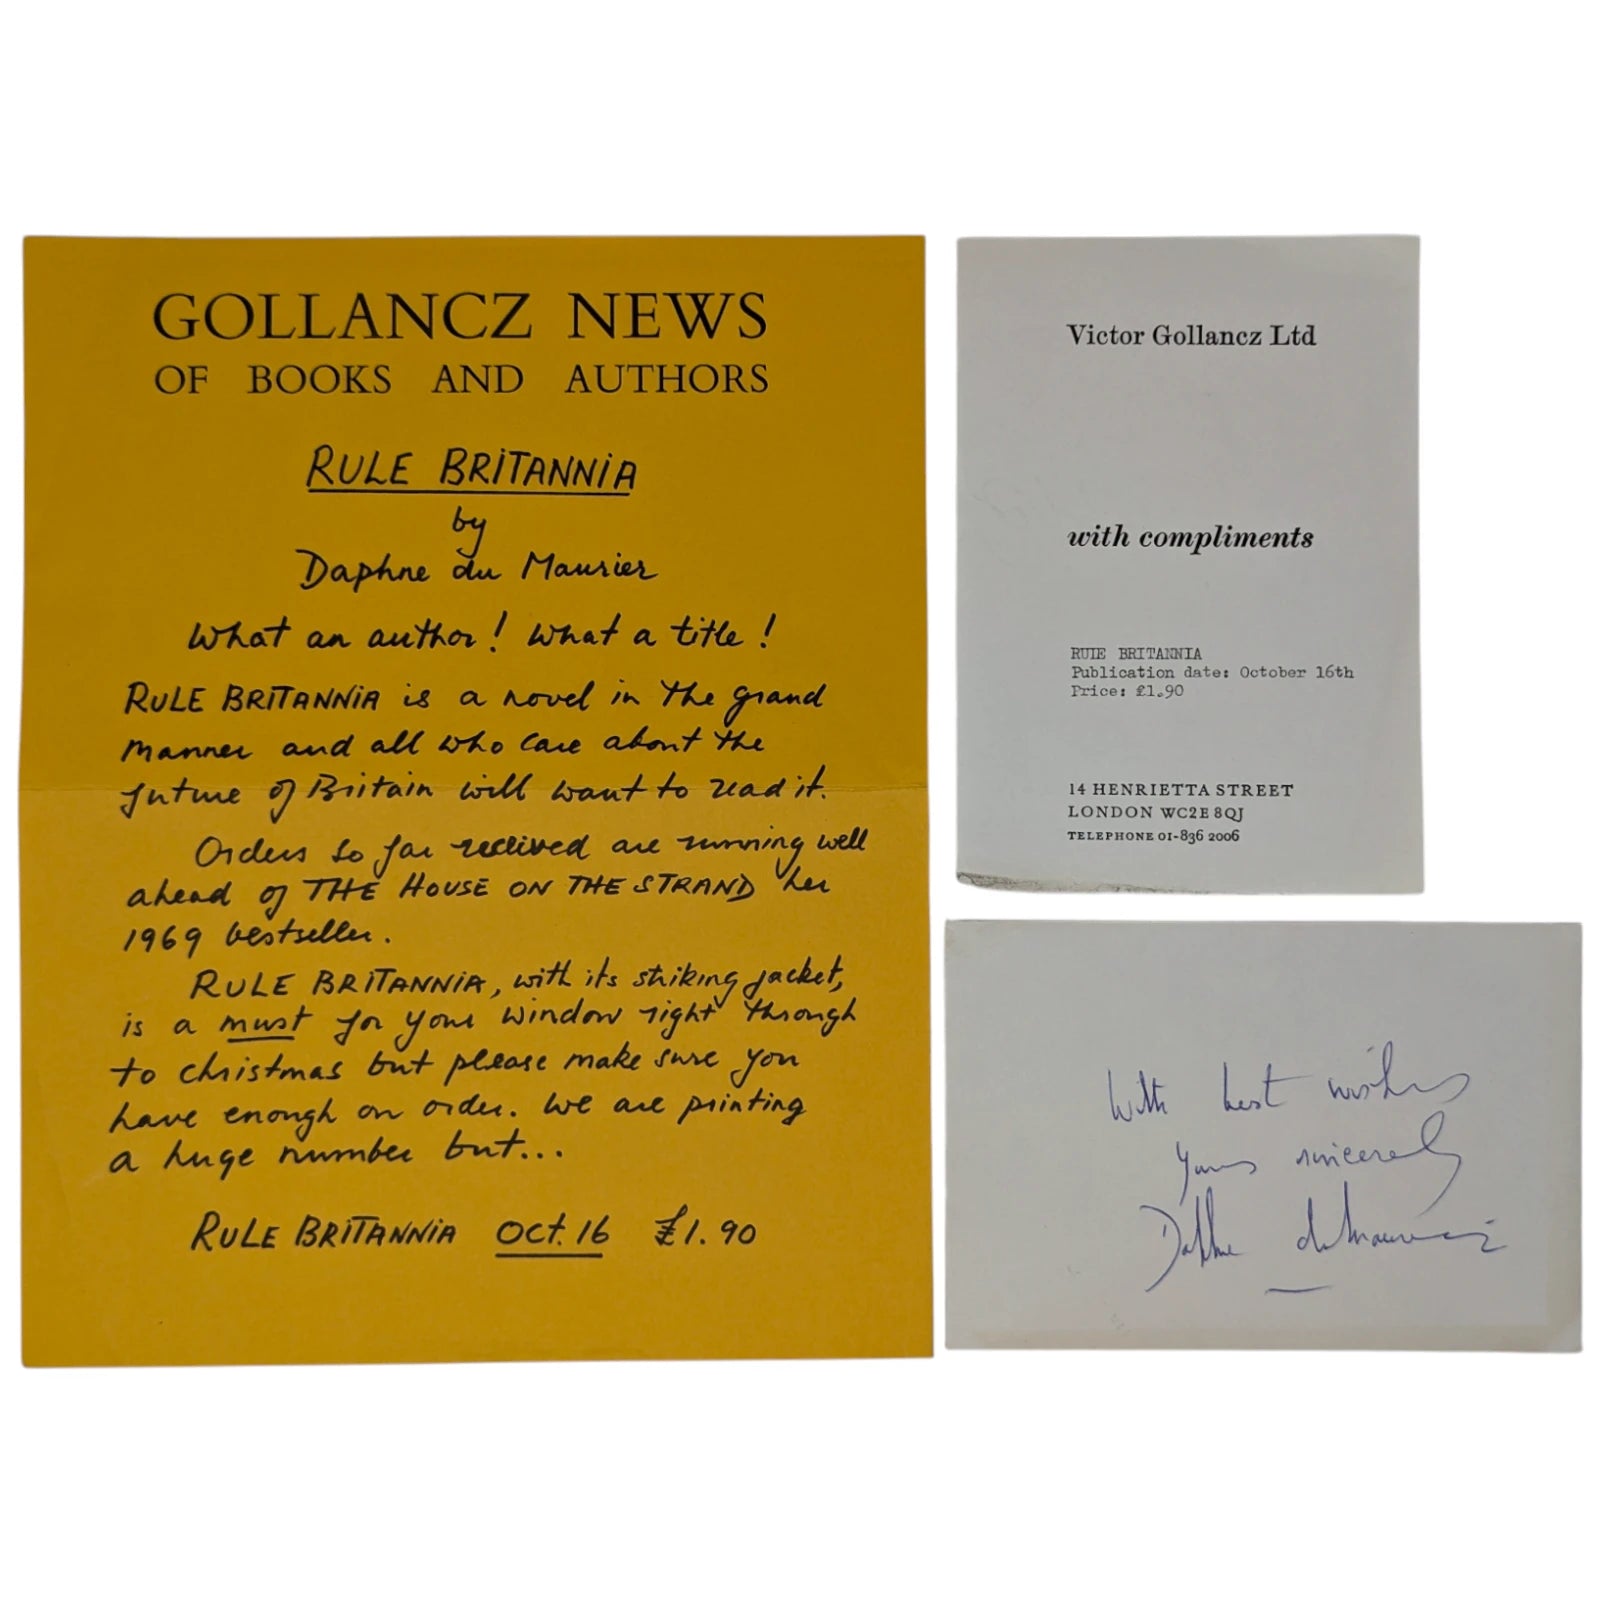 GOLLANCZ NEWS
OF BOOKS AND AUTHORS
RULE BRITANNIA
by
Daphne du Maurier
What an author! What a title!
RULE BRITANNIA is a novel in the grand
manner and all who care about the
future of Britain will want to read it.
Orders so far received are running well
ahead of THE HOUSE ON THE STRAND her
1969 bestseller.
RULE BRITANNIA, with its striking jacket,
is a must for your window right through
to christmas but please make sure you
have enough on order. We are printing
a huge number but...
RULE BRITANNIA OCT. 16 £1.90
Victor Gollancz Ltd
with compliments
RUIE BRITANNIA
Publication date: October 16th
Price: £1.90
14 HENRIETTA STREET
LONDON WC2E 8QJ
TELEPHONE 01-836 2006
With best wishes
Yours sincerely
Daphne du Maurier